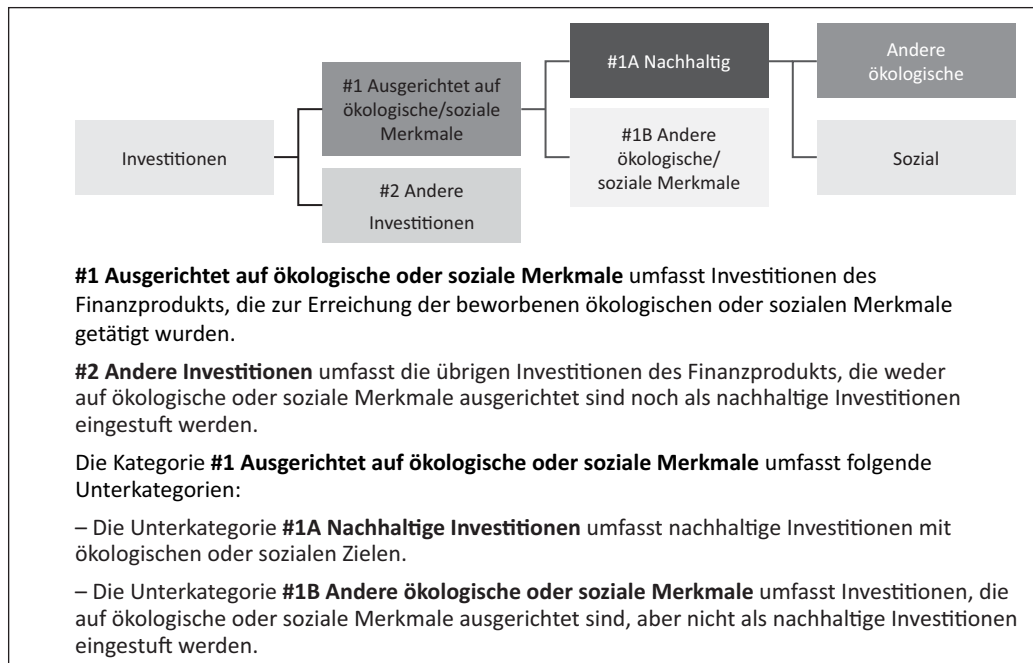 Investitionen
#1 Ausgerichtet auf
ökologische/soziale
Merkmale
#2 Andere
Investitionen
#1A Nachhaltig
#1B Andere
ökologische/
soziale Merkmale
Andere
ökologische
Sozial
#1 Ausgerichtet auf ökologische oder soziale Merkmale umfasst Investitionen des
Finanzprodukts, die zur Erreichung der beworbenen ökologischen oder sozialen Merkmale
getätigt wurden.
#2 Andere Investitionen umfasst die übrigen Investitionen des Finanzprodukts, die weder
auf ökologische oder soziale Merkmale ausgerichtet sind noch als nachhaltige Investitionen
eingestuft werden.
Die Kategorie #1 Ausgerichtet auf ökologische oder soziale Merkmale umfasst folgende
Unterkategorien:
– Die Unterkategorie #1A Nachhaltige Investitionen umfasst nachhaltige Investitionen mit
ökologischen oder sozialen Zielen.
– Die Unterkategorie #1B Andere ökologische oder soziale Merkmale umfasst Investitionen, die
auf ökologische oder soziale Merkmale ausgerichtet sind, aber nicht als nachhaltige Investitionen
eingestuft werden.